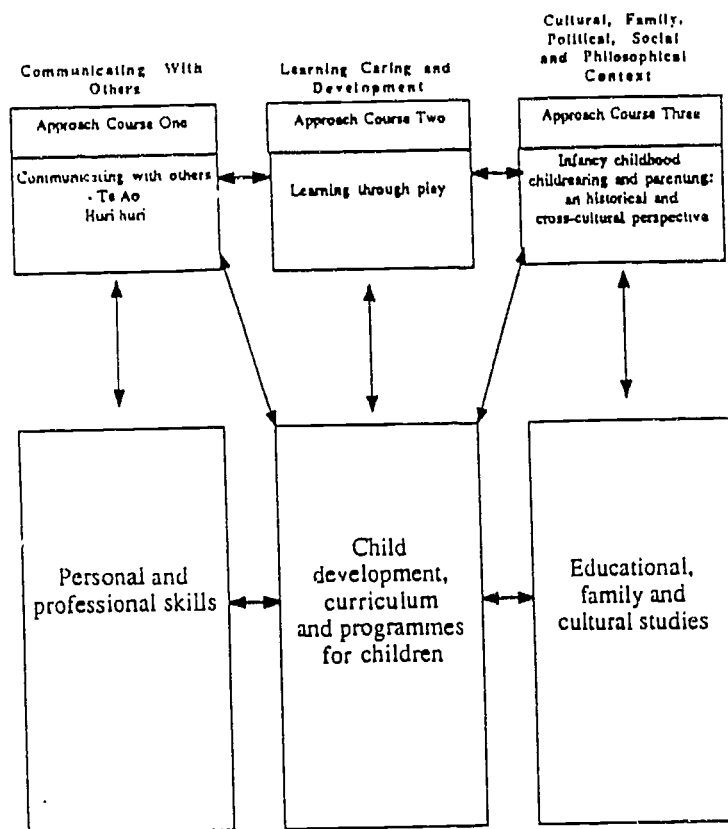 Cultural, Family,
Political, Social
and Philosophical
Context
Communicating With
Others
Learning Caring and
Development
Approach Course One
Approach Course Two
Approach Course Three
Communicating with others
- Te Ao
Huri huri
Learning through play
Infancy childhood
childrearing and parenting:
an historical and
cross-cultural perspective
Personal and
professional skills
Child
development,
curriculum
and programmes
for children
Educational,
family and
cultural studies